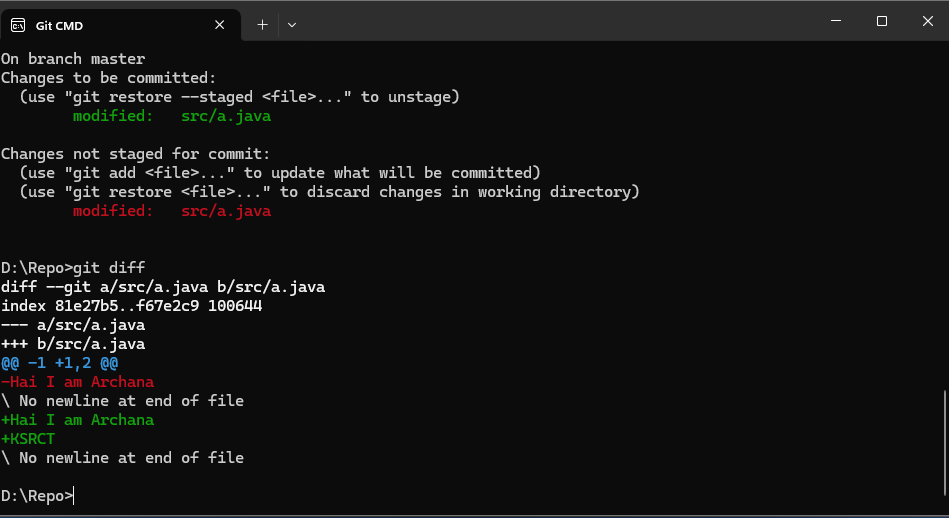 Git CMD
On branch master
Changes to be committed:
  (use "git restore --staged <file>..." to unstage)
        modified:   src/a.java

Changes not staged for commit:
  (use "git add <file>..." to update what will be committed)
  (use "git restore <file>..." to discard changes in working directory)
        modified:   src/a.java


D:\Repo>git diff
diff --git a/src/a.java b/src/a.java
index 81e27b5..f67e2c9 100644
--- a/src/a.java
+++ b/src/a.java
@@ -1 +1,2 @@
-Hai I am Archana
\ No newline at end of file
+Hai I am Archana
+KSRCT
\ No newline at end of file

D:\Repo>